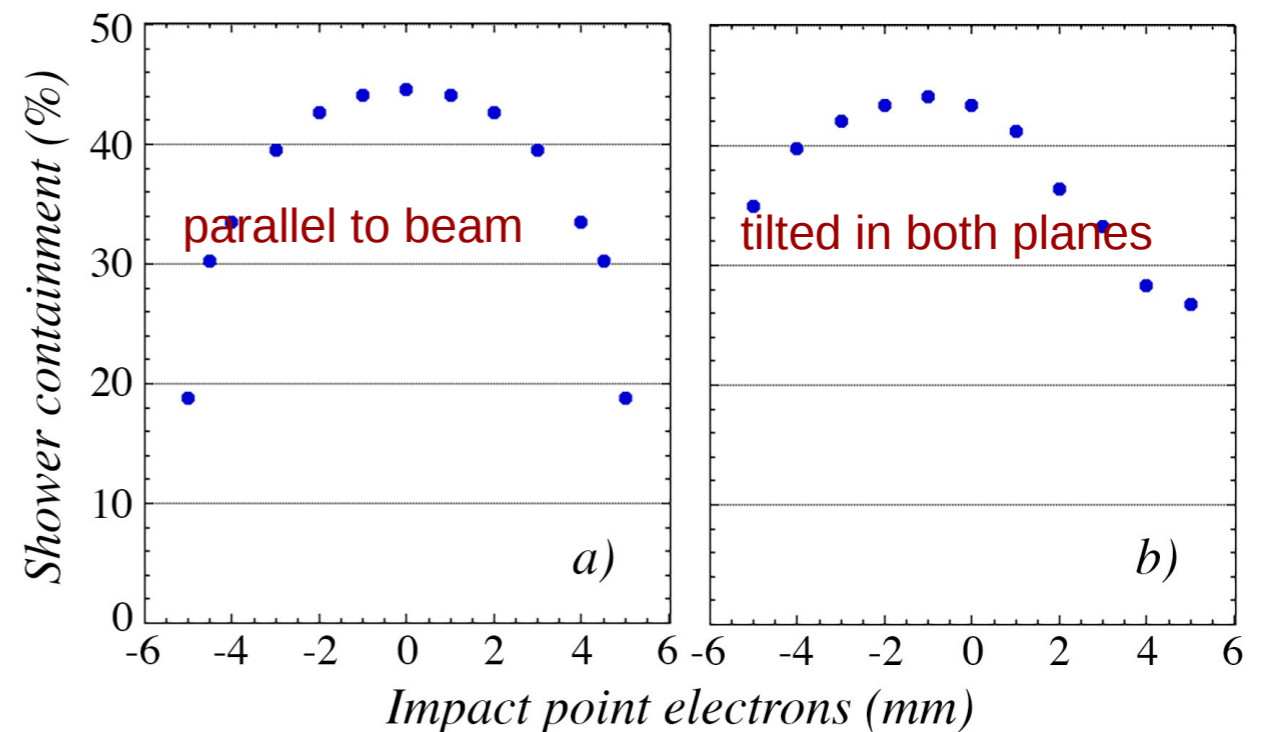 50
40
30
20
10
0
Shower containment (%)
parallel to beam
a)
-6 -4 -2 0 2 4 6
tilted in both planes
b)
-6 -4 -2 0 2 4 6
Impact point electrons (mm)